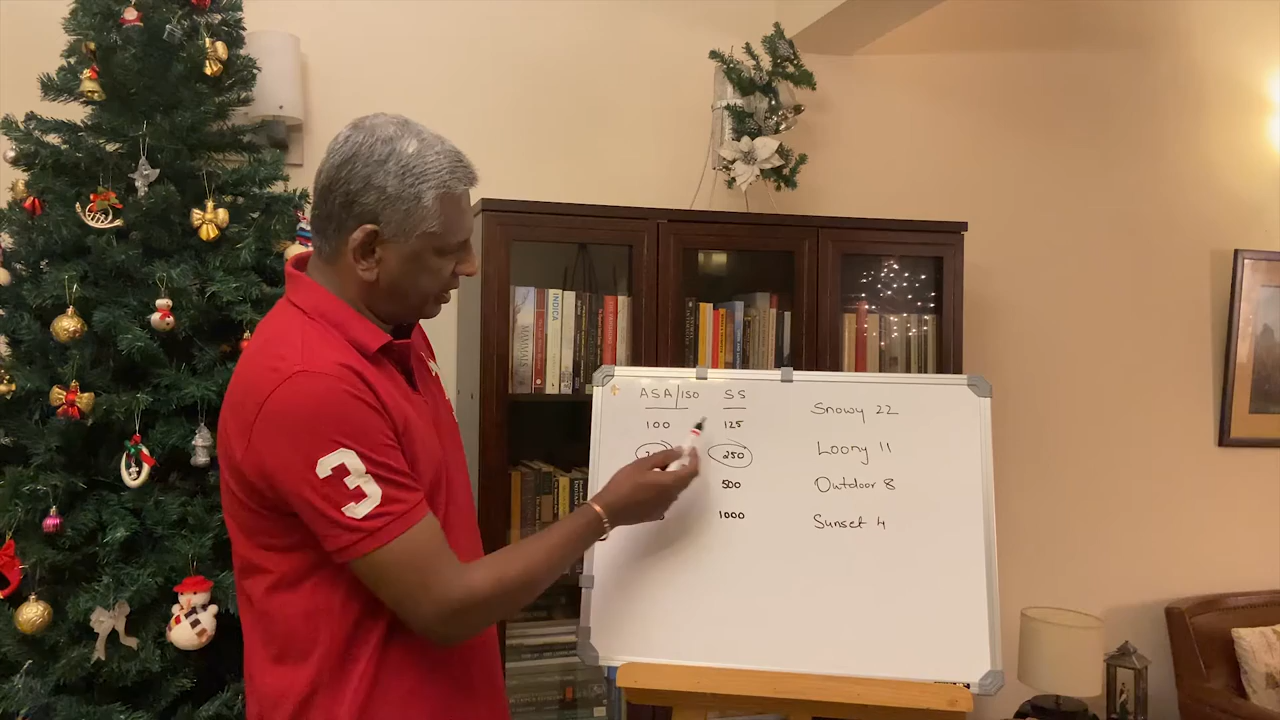 ASA/ISO SS
100 125
250
500
1000
Snowy 22
Loony 11
Outdoor 8
Sunset 4
3
INDICA
MAMMALS